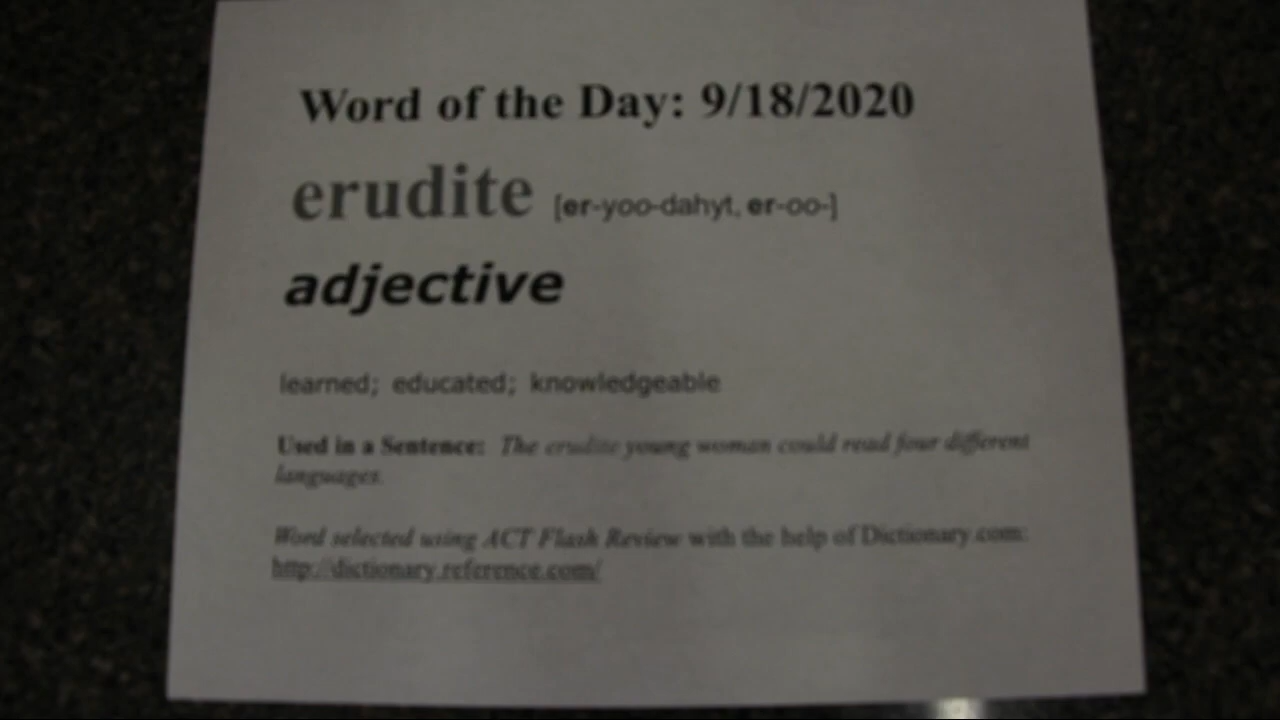 Word of the Day: 9/18/2020
erudite [er-yoo-dahyt, er-oo-]
adjective
learned; educated; knowledgeable
Used in a Sentence: The erudite young woman could read four different
languages.
Word selected using ACT Flash Review with the help of Dictionary.com:
http://dictionary.reference.com/